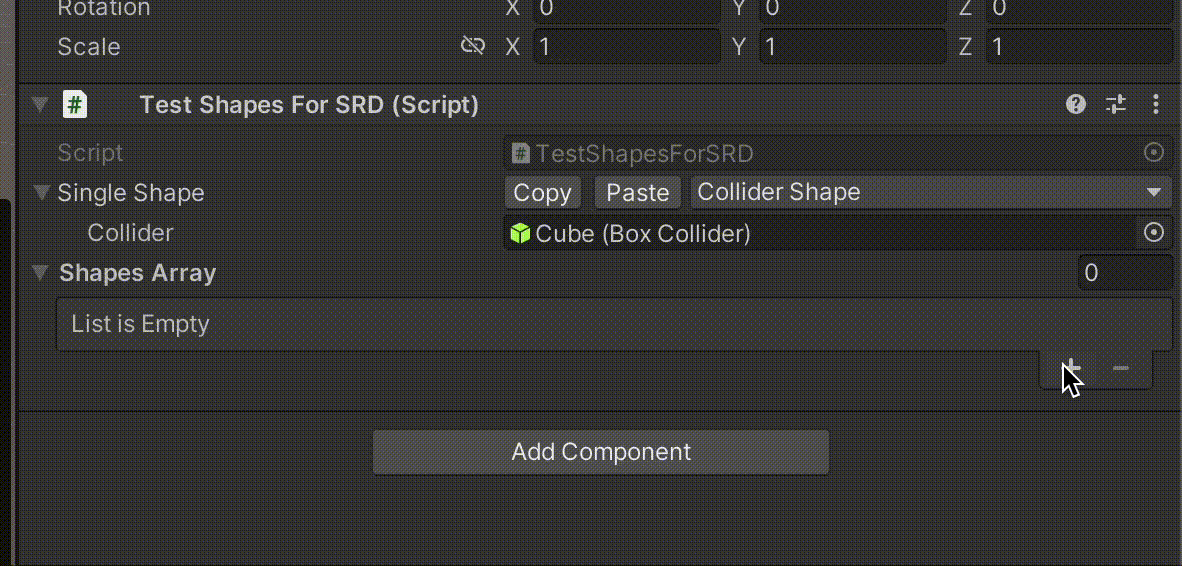 Rotation X 0 Y 0 Z 0
Scale X 1 Y 1 Z 1
# Test Shapes For SRD (Script) ?
Script # TestShapesForSRD
Single Shape Copy Paste Collider Shape
Collider Cube (Box Collider)
Shapes Array 0
List is Empty
+ −
Add Component